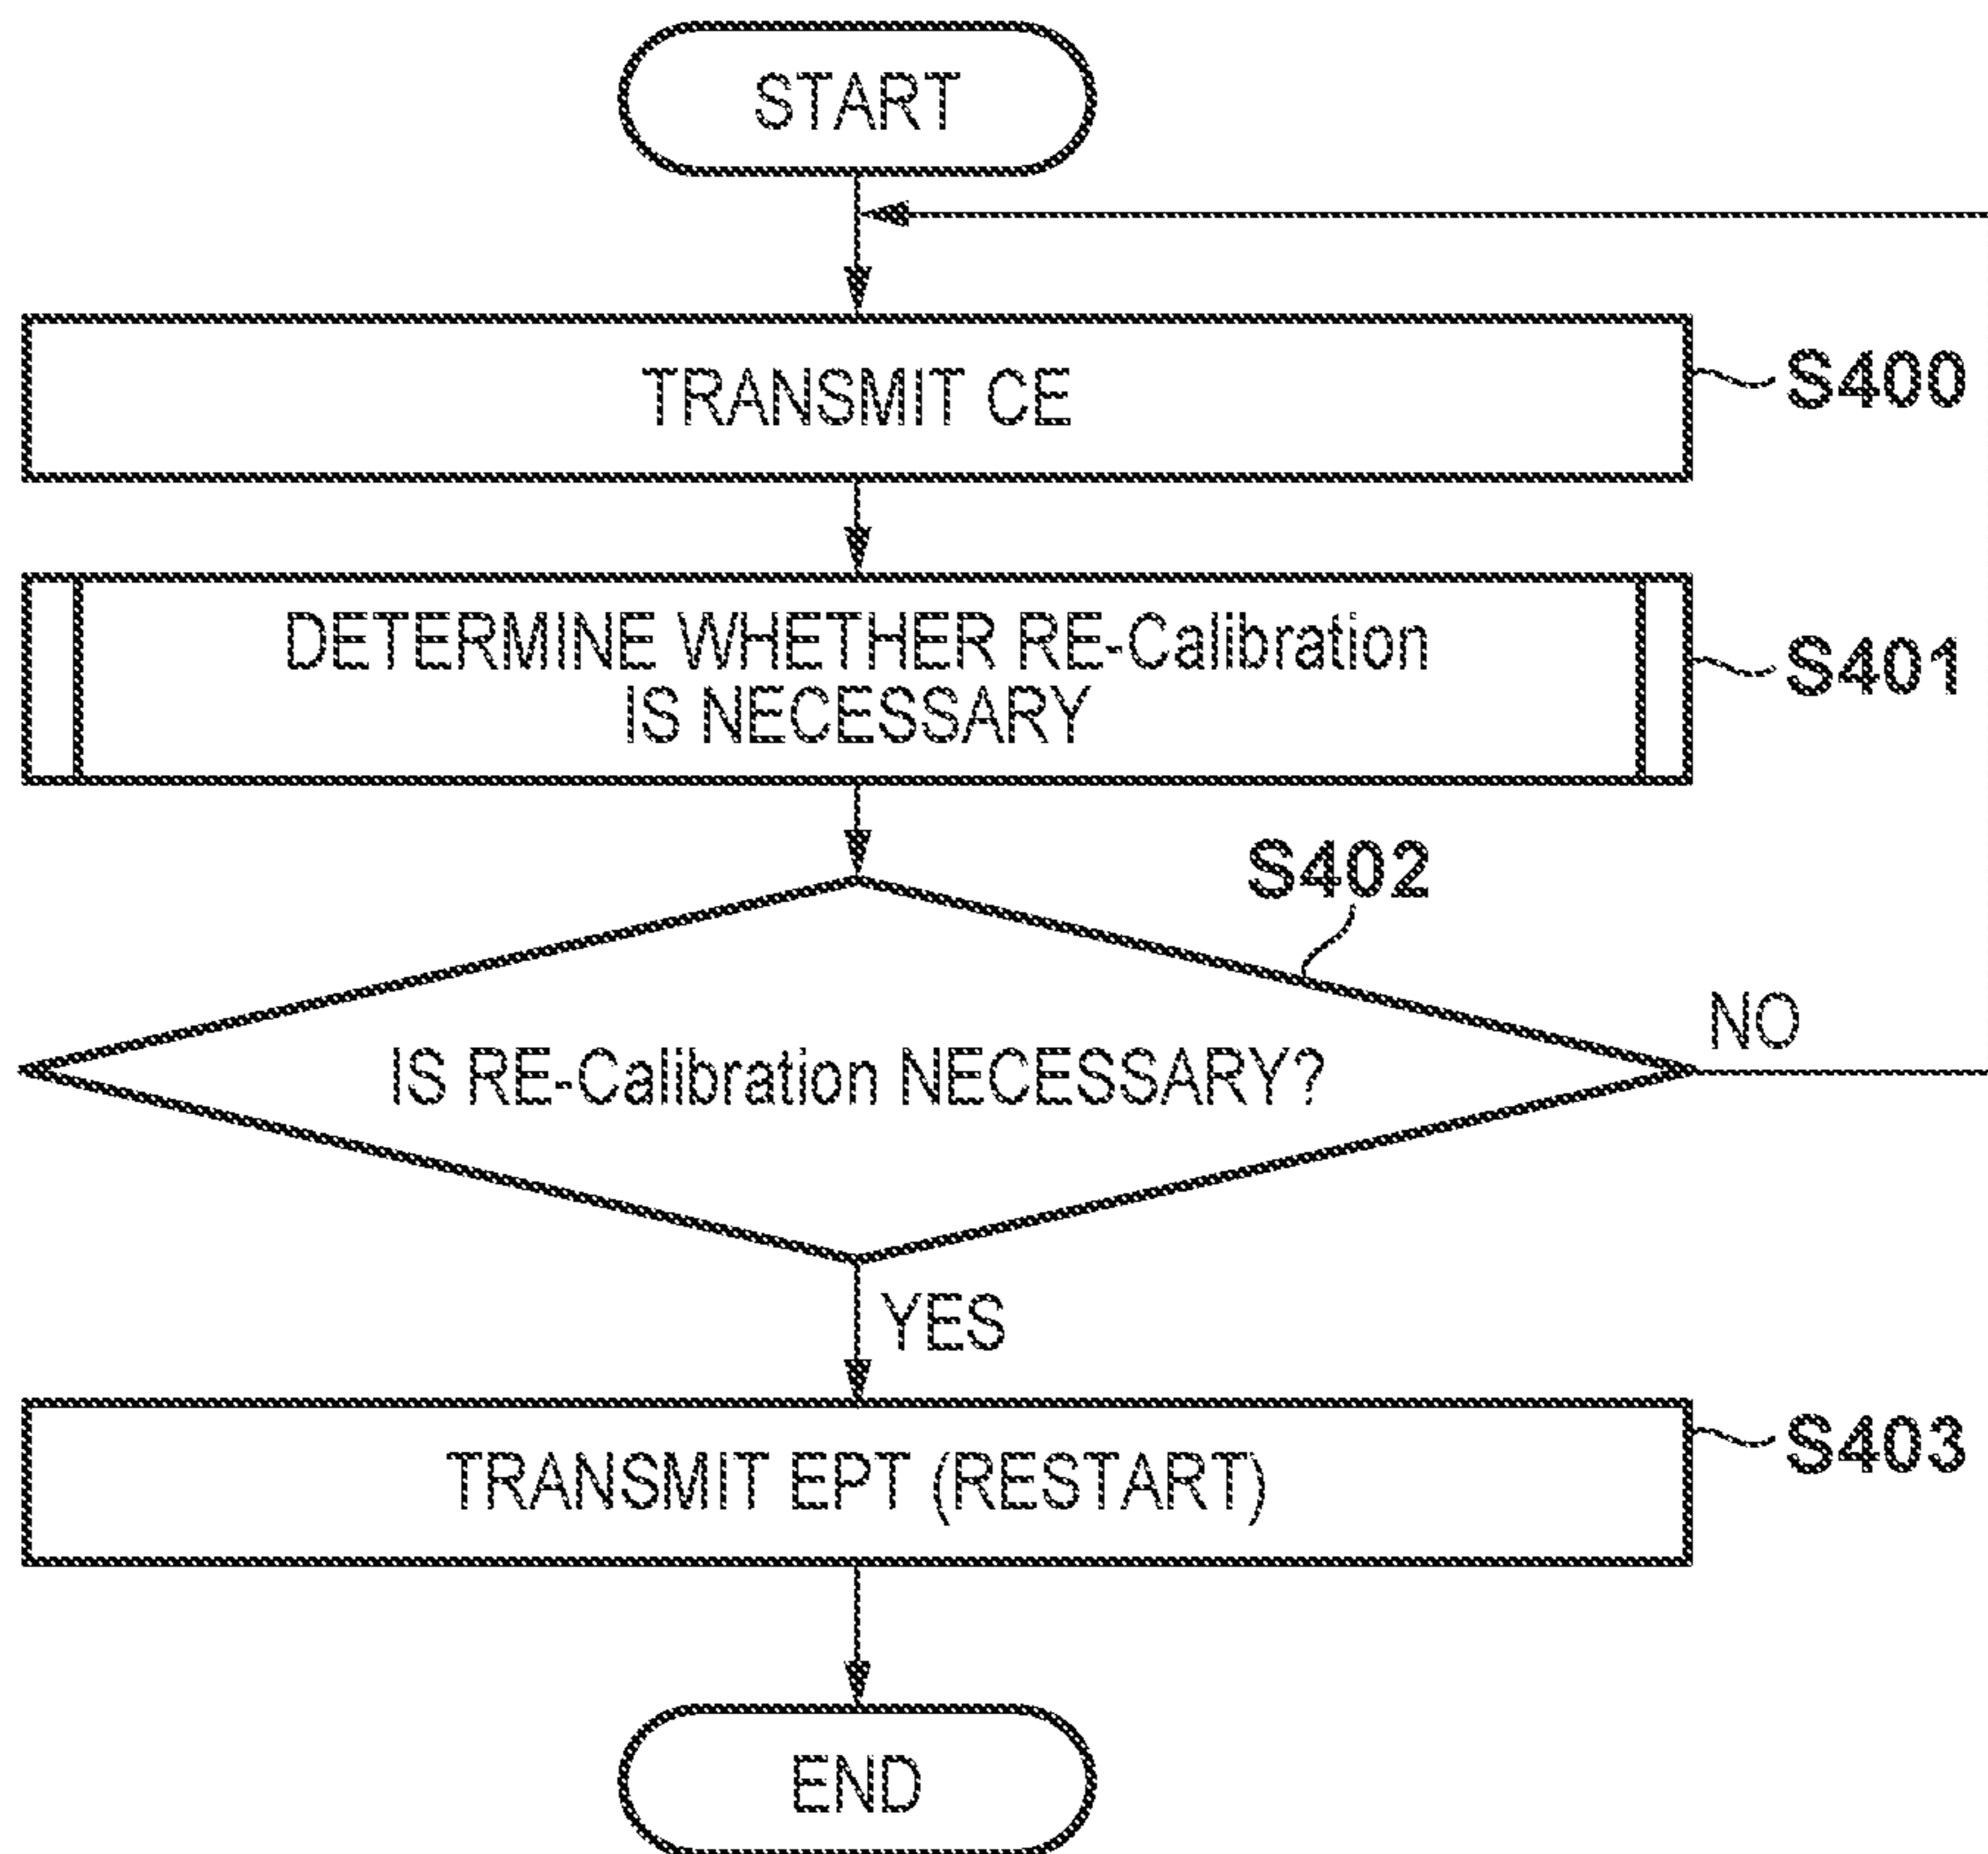 START
TRANSMIT CE
S400
DETERMINE WHETHER RE-Calibration
IS NECESSARY
S401
S402
IS RE-Calibration NECESSARY?
NO
YES
TRANSMIT EPT (RESTART)
S403
END